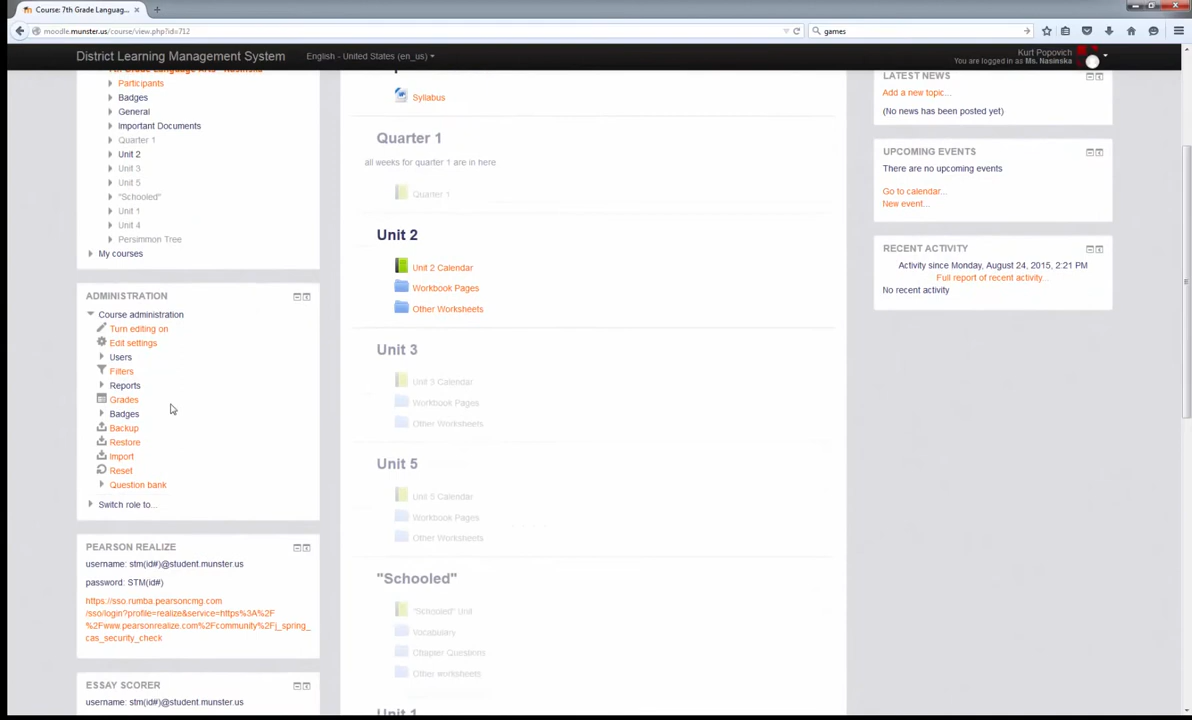 Course: 7th Grade Languag...
moodle.munster.us/course/view.php?id=712
games
District Learning Management System
English - United States (en_us)
Kurt Popovich
You are logged in as Ms. Nasinska
7th Grade Language Arts - Nasinska
Participants
Badges
General
Important Documents
Quarter 1
Unit 2
Unit 3
Unit 5
"Schooled"
Unit 1
Unit 4
Persimmon Tree
My courses
ADMINISTRATION
Course administration
Turn editing on
Edit settings
Users
Filters
Reports
Grades
Badges
Backup
Restore
Import
Reset
Question bank
Switch role to...
PEARSON REALIZE
username: stm(id#)@student.munster.us
password: STM(id#)
https://sso.rumba.pearsoncmg.com
/sso/login?profile=realize&service=https%3A%2F
%2Fwww.pearsonrealize.com%2Fcommunity%2Fj_spring_
cas_security_check
ESSAY SCORER
username: stm(id#)@student.munster.us
Syllabus
Quarter 1
all weeks for quarter 1 are in here
Quarter 1
Unit 2
Unit 2 Calendar
Workbook Pages
Other Worksheets
Unit 3
Unit 3 Calendar
Workbook Pages
Other Worksheets
Unit 5
Unit 5 Calendar
Workbook Pages
Other Worksheets
"Schooled"
"Schooled" Unit
Vocabulary
Chapter Questions
Other worksheets
Unit 1
LATEST NEWS
Add a new topic...
(No news has been posted yet)
UPCOMING EVENTS
There are no upcoming events
Go to calendar...
New event...
RECENT ACTIVITY
Activity since Monday, August 24, 2015, 2:21 PM
Full report of recent activity...
No recent activity